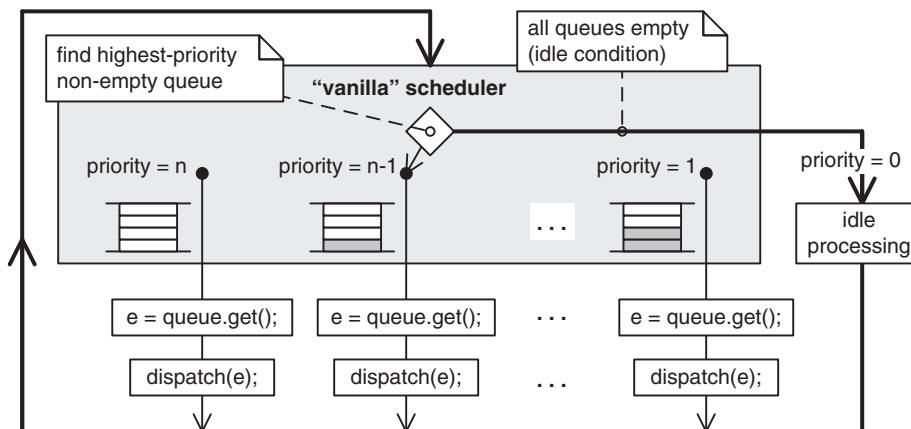 find highest-priority
non-empty queue
all queues empty
(idle condition)
“vanilla” scheduler
priority = n
priority = n-1
priority = 1
priority = 0
...
idle
processing
e = queue.get();
e = queue.get();
...
e = queue.get();
dispatch(e);
dispatch(e);
...
dispatch(e);